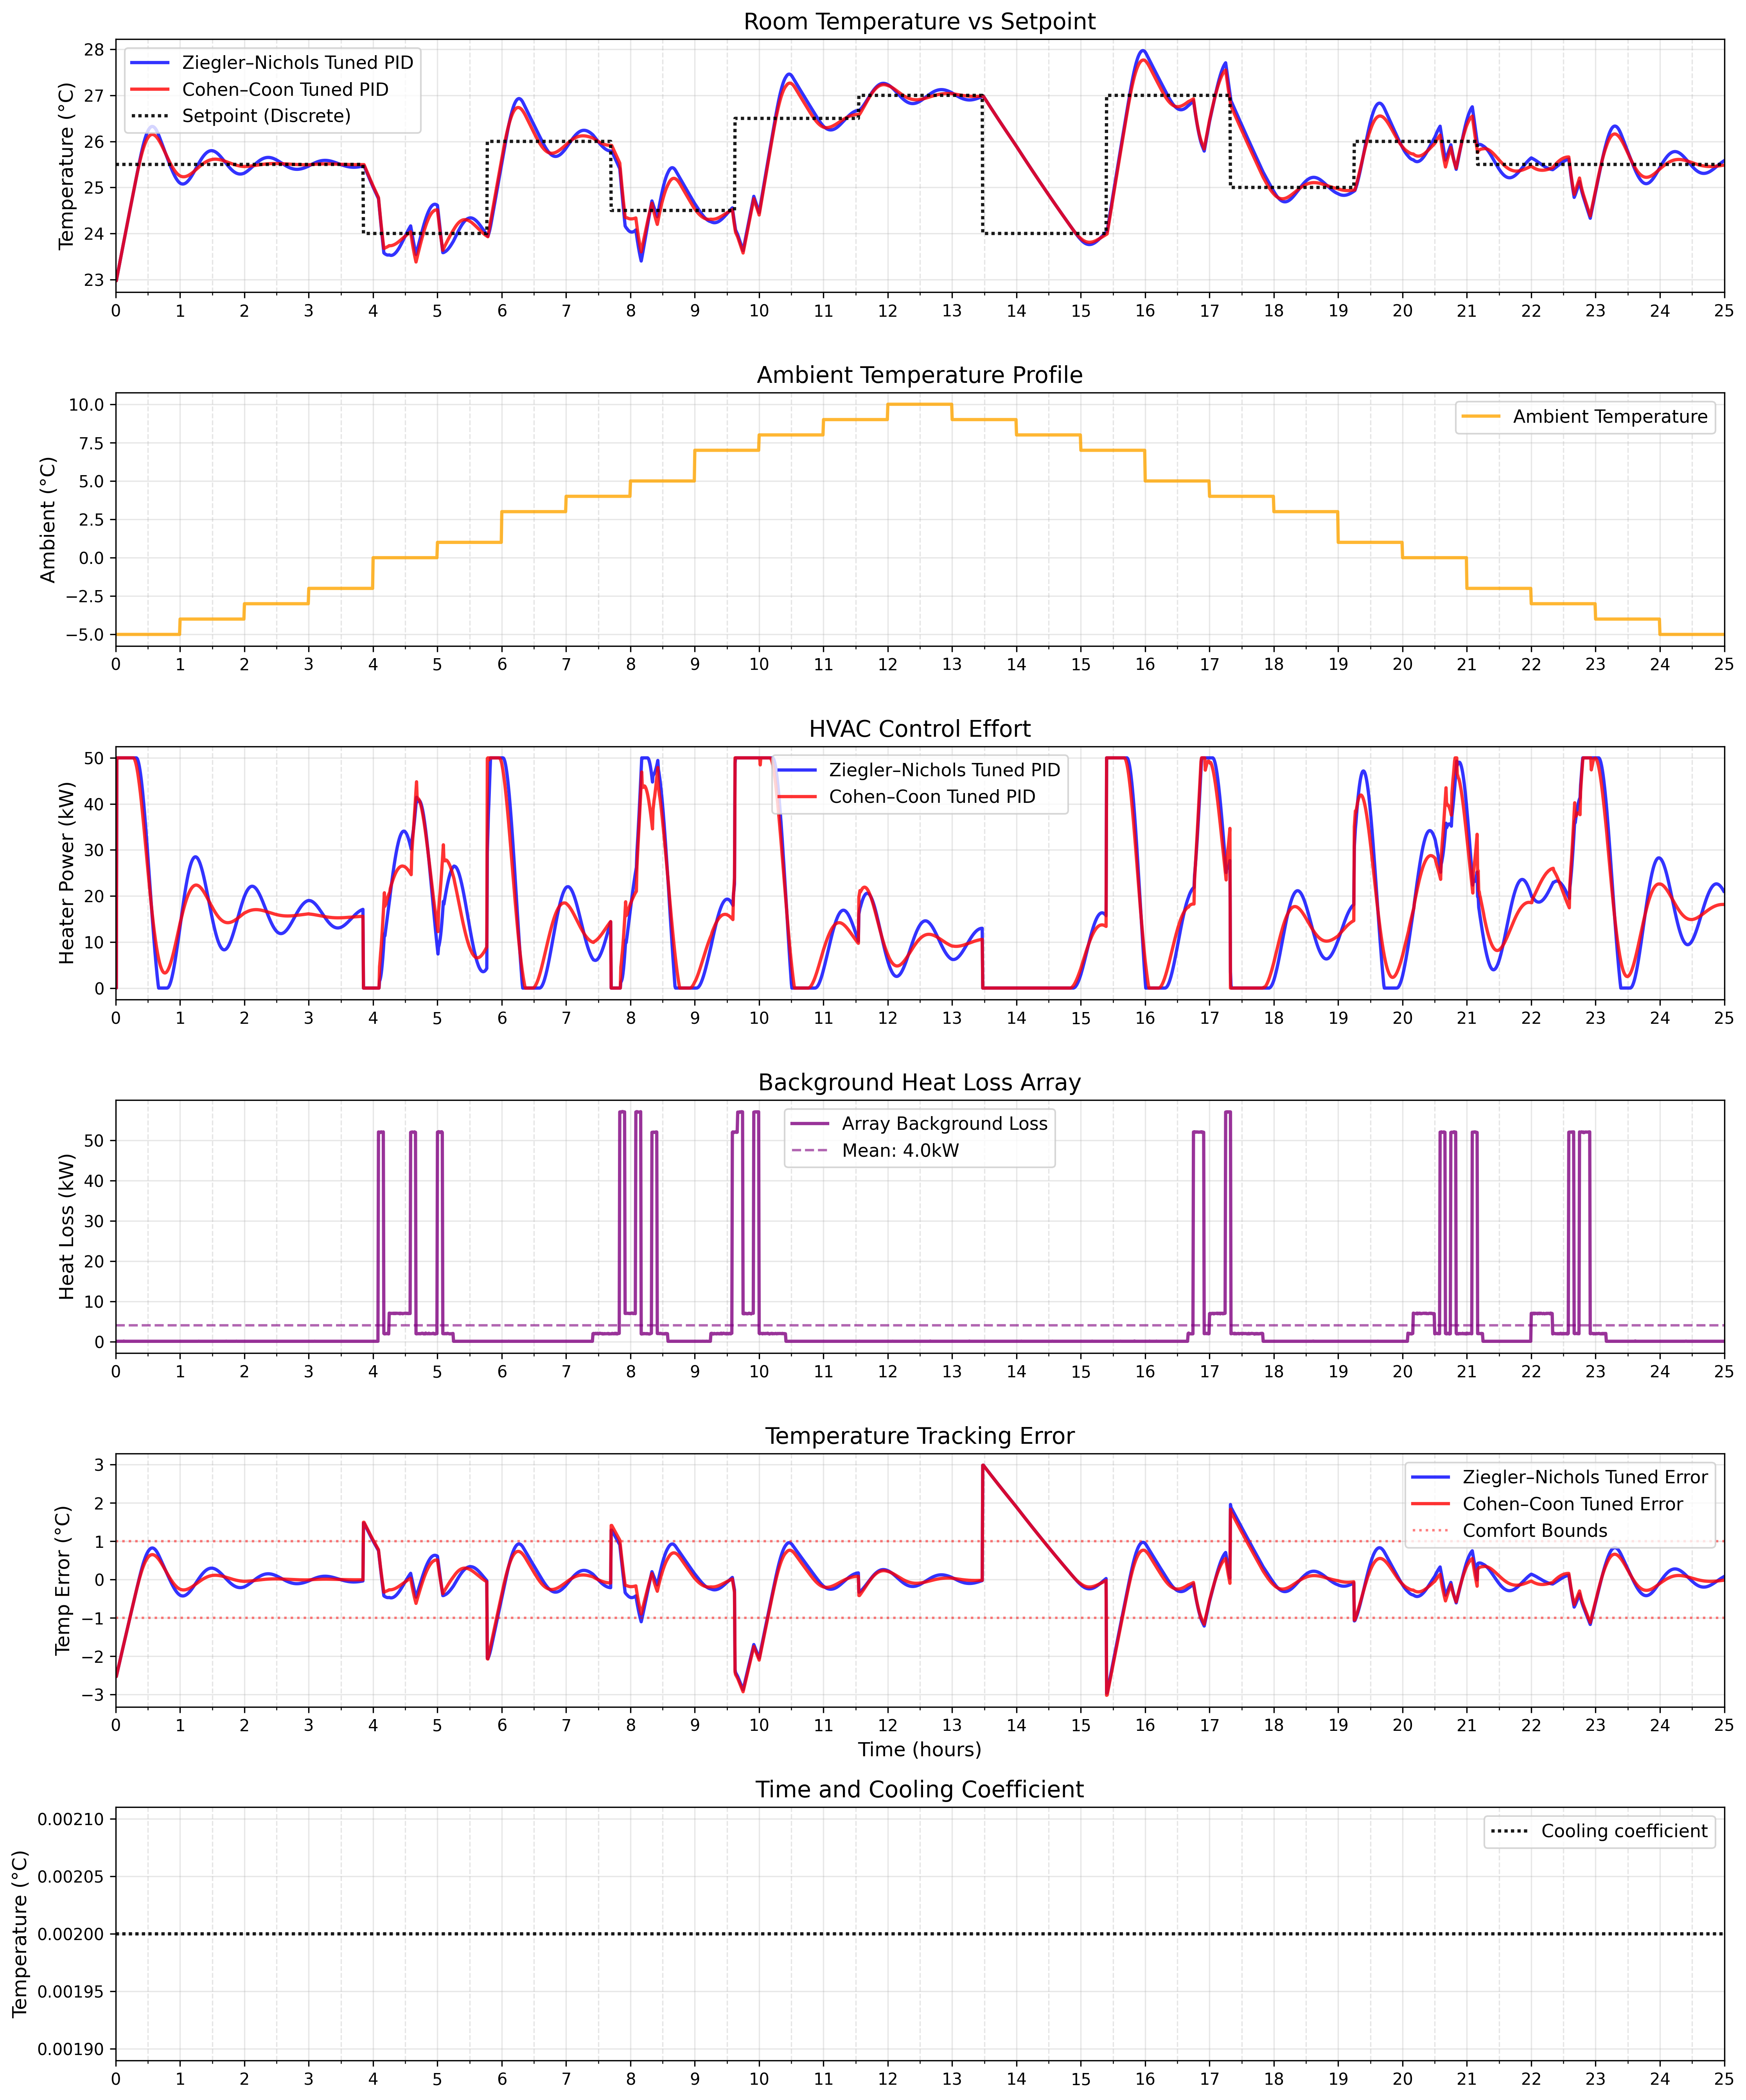 Room Temperature vs Setpoint
Temperature (°C)
28
27
26
25
24
23
Ziegler–Nichols Tuned PID
Cohen–Coon Tuned PID
Setpoint (Discrete)
0 1 2 3 4 5 6 7 8 9 10 11 12 13 14 15 16 17 18 19 20 21 22 23 24 25
Ambient Temperature Profile
Ambient (°C)
10.0
7.5
5.0
2.5
0.0
−2.5
−5.0
Ambient Temperature
0 1 2 3 4 5 6 7 8 9 10 11 12 13 14 15 16 17 18 19 20 21 22 23 24 25
HVAC Control Effort
Heater Power (kW)
50
40
30
20
10
0
Ziegler–Nichols Tuned PID
Cohen–Coon Tuned PID
0 1 2 3 4 5 6 7 8 9 10 11 12 13 14 15 16 17 18 19 20 21 22 23 24 25
Background Heat Loss Array
Heat Loss (kW)
50
40
30
20
10
0
Array Background Loss
Mean: 4.0kW
0 1 2 3 4 5 6 7 8 9 10 11 12 13 14 15 16 17 18 19 20 21 22 23 24 25
Temperature Tracking Error
Temp Error (°C)
3
2
1
0
−1
−2
−3
Ziegler–Nichols Tuned Error
Cohen–Coon Tuned Error
Comfort Bounds
0 1 2 3 4 5 6 7 8 9 10 11 12 13 14 15 16 17 18 19 20 21 22 23 24 25
Time (hours)
Time and Cooling Coefficient
Temperature (°C)
0.00210
0.00205
0.00200
0.00195
0.00190
Cooling coefficient
0 1 2 3 4 5 6 7 8 9 10 11 12 13 14 15 16 17 18 19 20 21 22 23 24 25